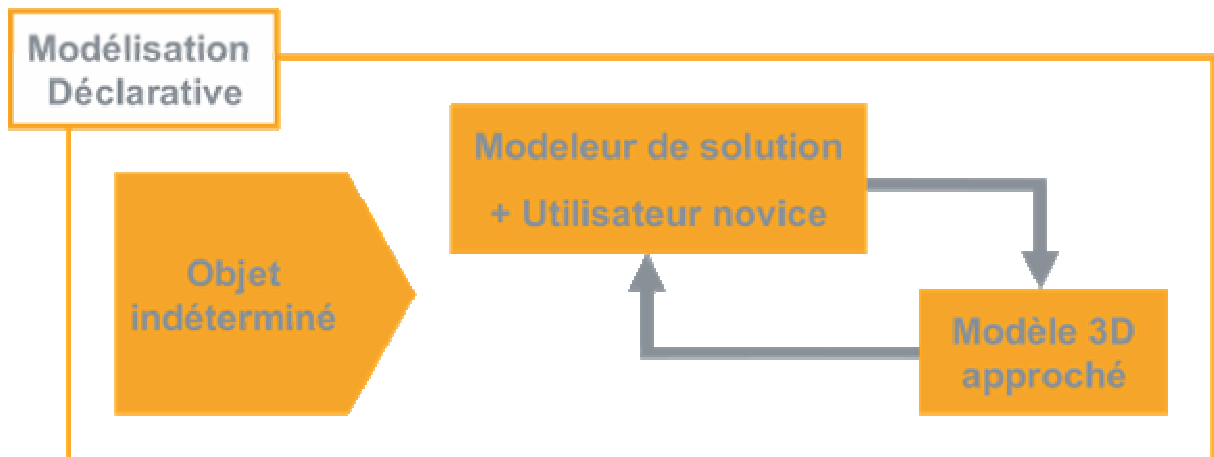 Modélisation
Déclarative
Modeleur de solution
+ Utilisateur novice
Objet
indéterminé
Modèle 3D
approché